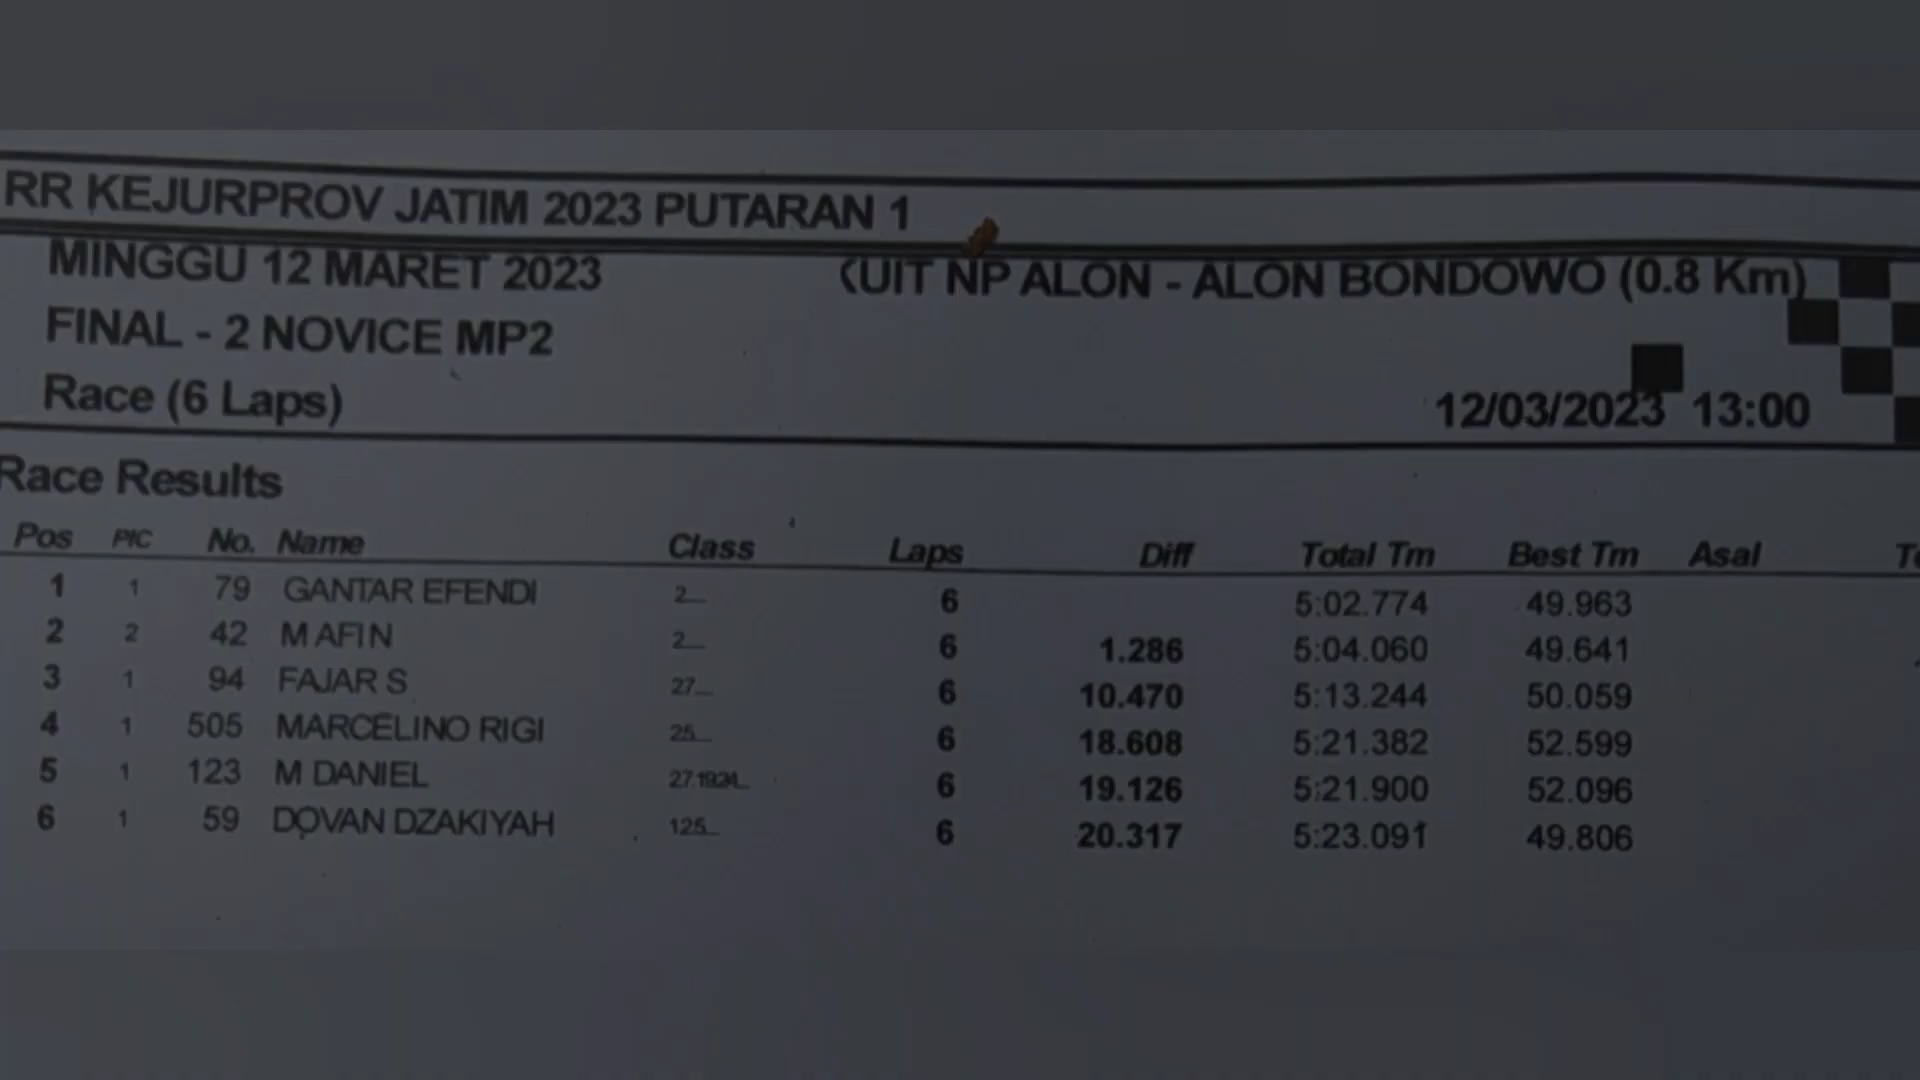 RR KEJURPROV JATIM 2023 PUTARAN 1
MINGGU 12 MARET 2023 KUIT NP ALON - ALON BONDOWO (0.8 Km)
FINAL - 2 NOVICE MP2
Race (6 Laps) 12/03/2023 13:00
Race Results
Pos PIC No. Name Class Laps Diff Total Tm Best Tm Asal
1 1 79 GANTAR EFENDI 2... 6 5:02.774 49.963
2 2 42 M AFIN 2... 6 1.286 5:04.060 49.641
3 1 94 FAJAR S 27... 6 10.470 5:13.244 50.059
4 1 505 MARCELINO RIGI 25... 6 18.608 5:21.382 52.599
5 1 123 M DANIEL 6 19.126 5:21.900 52.096
6 1 59 DOVAN DZAKIYAH 125... 6 20.317 5:23.091 49.806